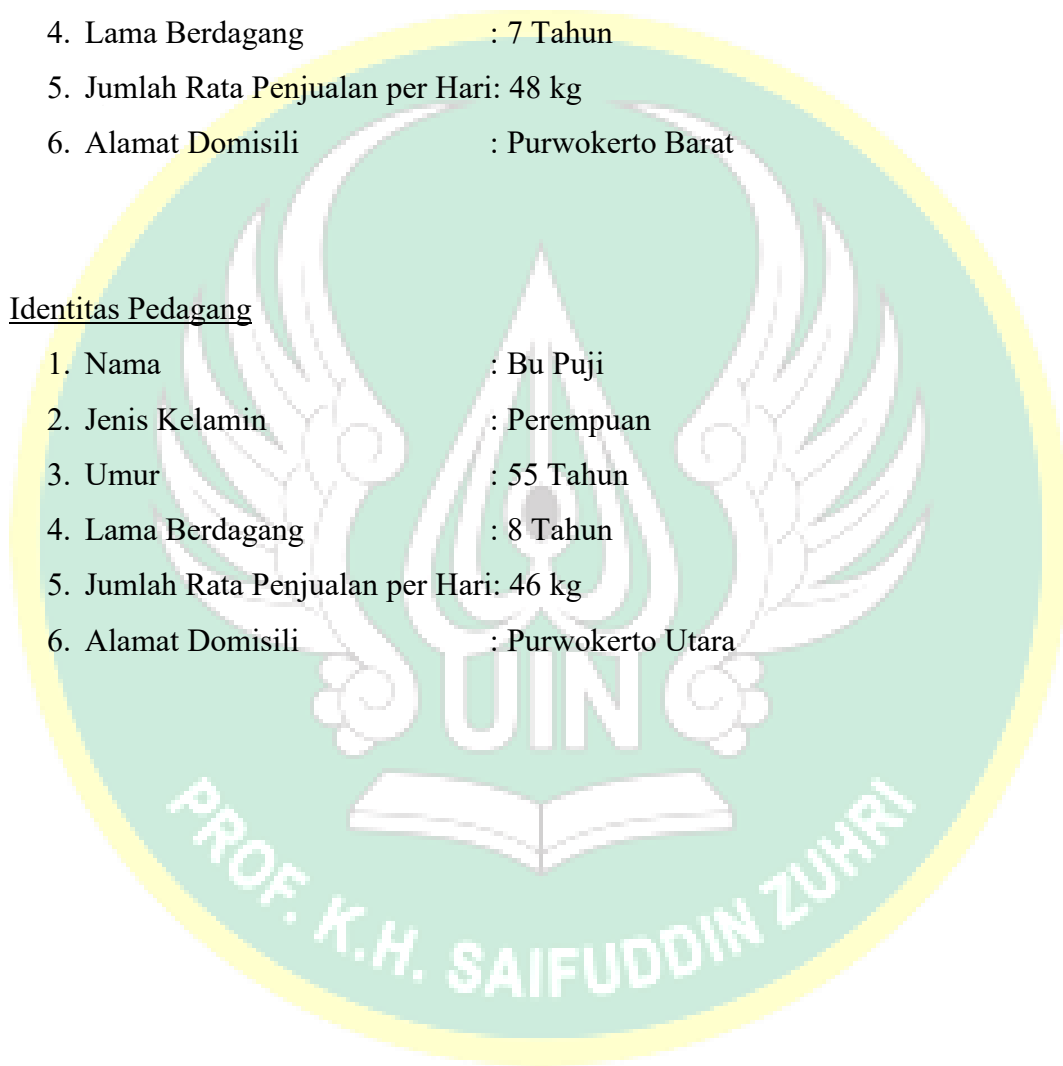 4. Lama Berdagang : 7 Tahun
5. Jumlah Rata Penjualan per Hari: 48 kg
6. Alamat Domisili : Purwokerto Barat
Identitas Pedagang
1. Nama : Bu Puji
2. Jenis Kelamin : Perempuan
3. Umur : 55 Tahun
4. Lama Berdagang : 8 Tahun
5. Jumlah Rata Penjualan per Hari: 46 kg
6. Alamat Domisili : Purwokerto Utara
UIN
PROF. K.H. SAIFUDDIN ZUHRI